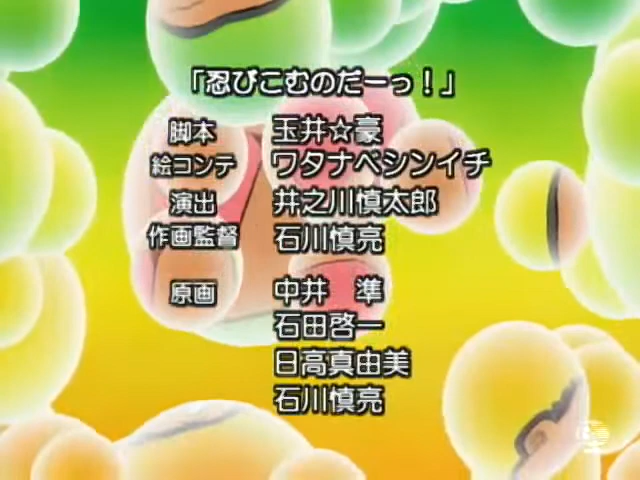 「忍びこむのだーっ！」
脚本　玉井☆豪
絵コンテ　ワタナベシンイチ
演出　井之川慎太郎
作画監督　石川慎亮
原画　中井　準
石田啓一
日高真由美
石川慎亮